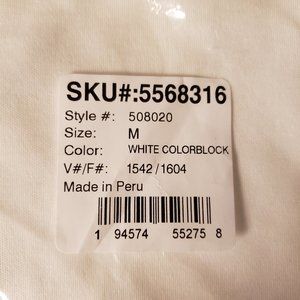 SKU#:5568316
Style #: 508020
Size: M
Color: WHITE COLORBLOCK
V#/F#: 1542 /1604
Made in Peru
1 94574 55275 8